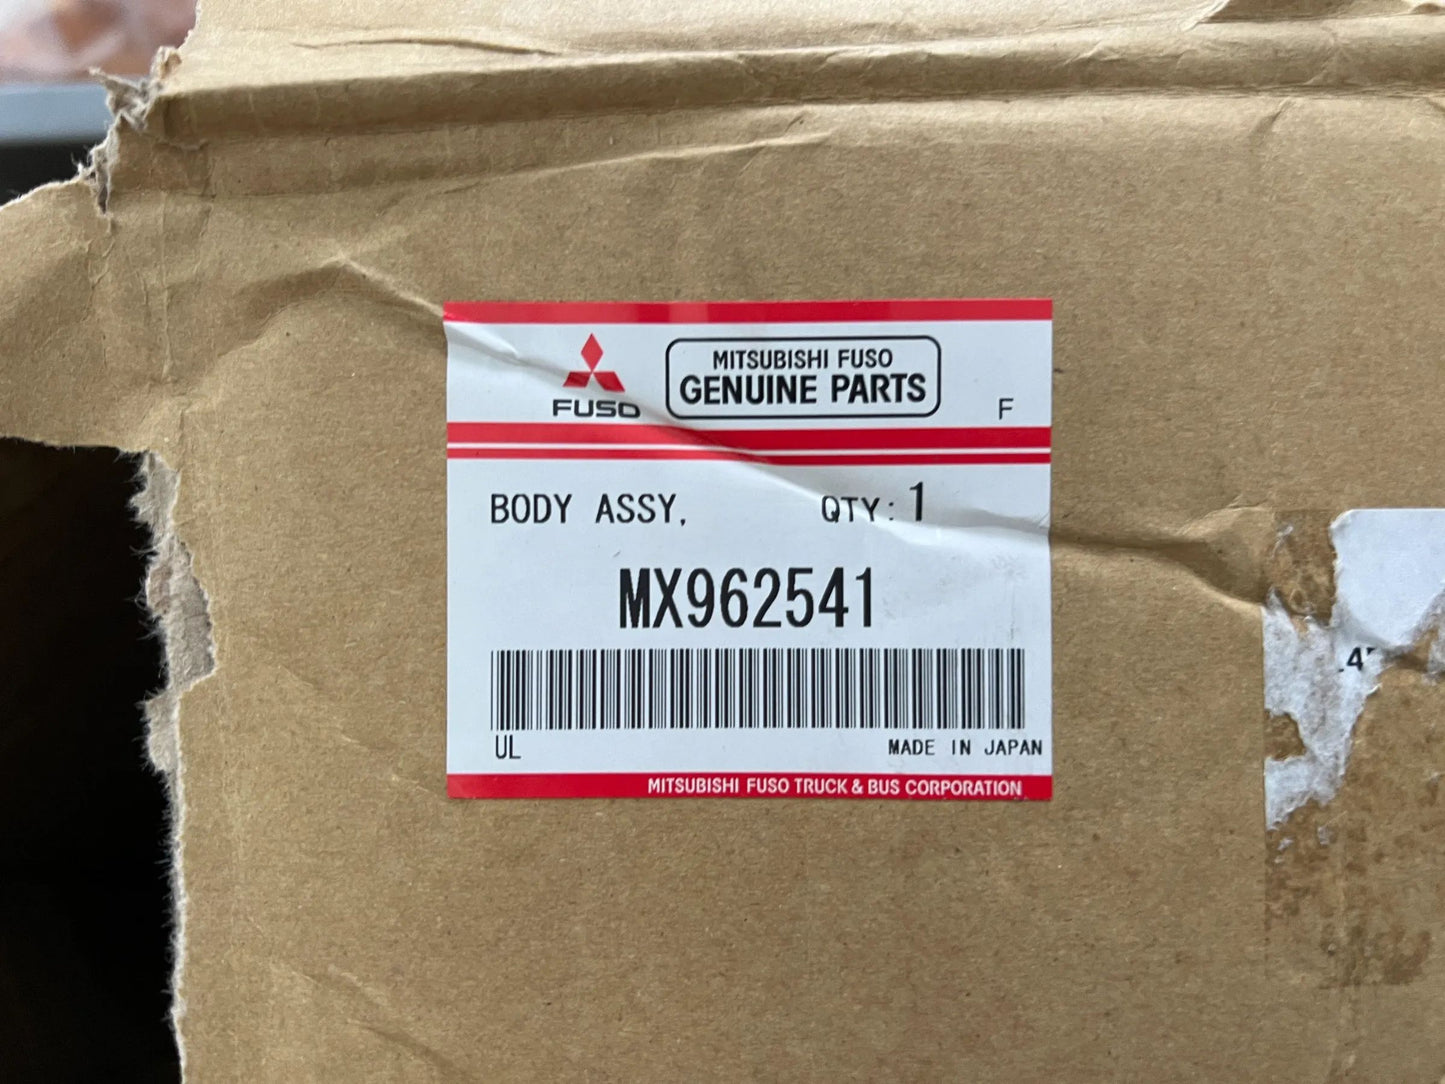 FUSO
MITSUBISHI FUSO
GENUINE PARTS
F
BODY ASSY,
QTY: 1
MX962541
UL
MADE IN JAPAN
MITSUBISHI FUSO TRUCK & BUS CORPORATION